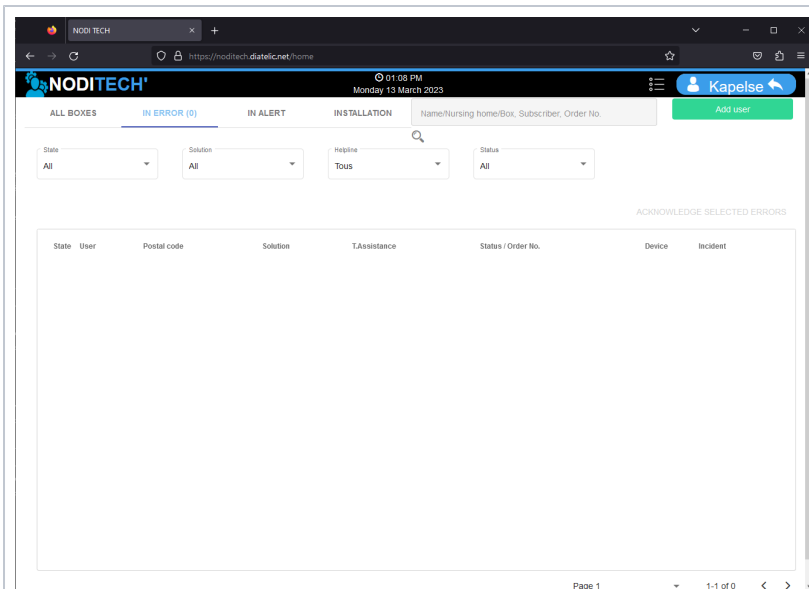 NODI TECH
https://noditech.diatelic.net/home
NODITECH'
01:08 PM
Monday 13 March 2023
Kapelse
ALL BOXES
IN ERROR (0)
IN ALERT
INSTALLATION
Name/Nursing home/Box, Subscriber, Order No.
Add user
State
All
Solution
All
Helpline
Tous
Status
All
ACKNOWLEDGE SELECTED ERRORS
State User Postal code Solution T.Assistance Status / Order No. Device Incident
Page 1 1-1 of 0